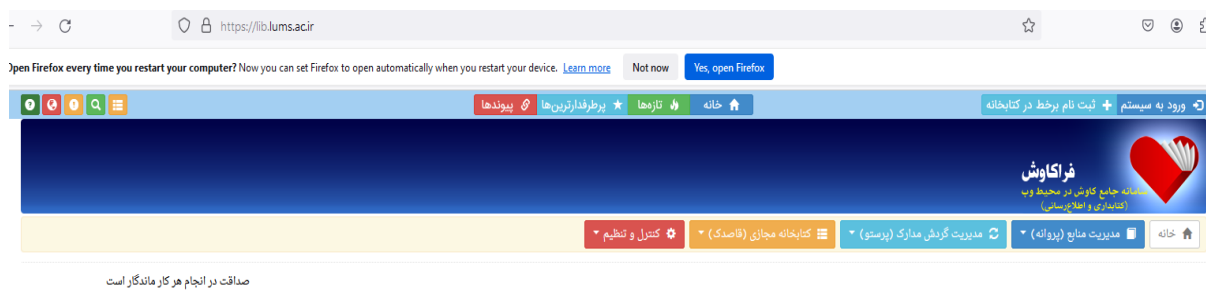 https://lib.lums.ac.ir
Open Firefox every time you restart your computer? Now you can set Firefox to open automatically when you restart your device. Learn more Not now Yes, open Firefox
ورود به سیستم ثبت نام برخط در کتابخانه خانه تازه‌ها پرطرفدارترین‌ها پیوندها
فراکاوش
سامانه جامع کاوش در محیط وب
(کتابداری و اطلاع‌رسانی)
خانه مدیریت منابع (پروانه) مدیریت گردش مدارک (پرستو) کتابخانه مجازی (قاصدک) کنترل و تنظیم
صداقت در انجام هر کار ماندگار است